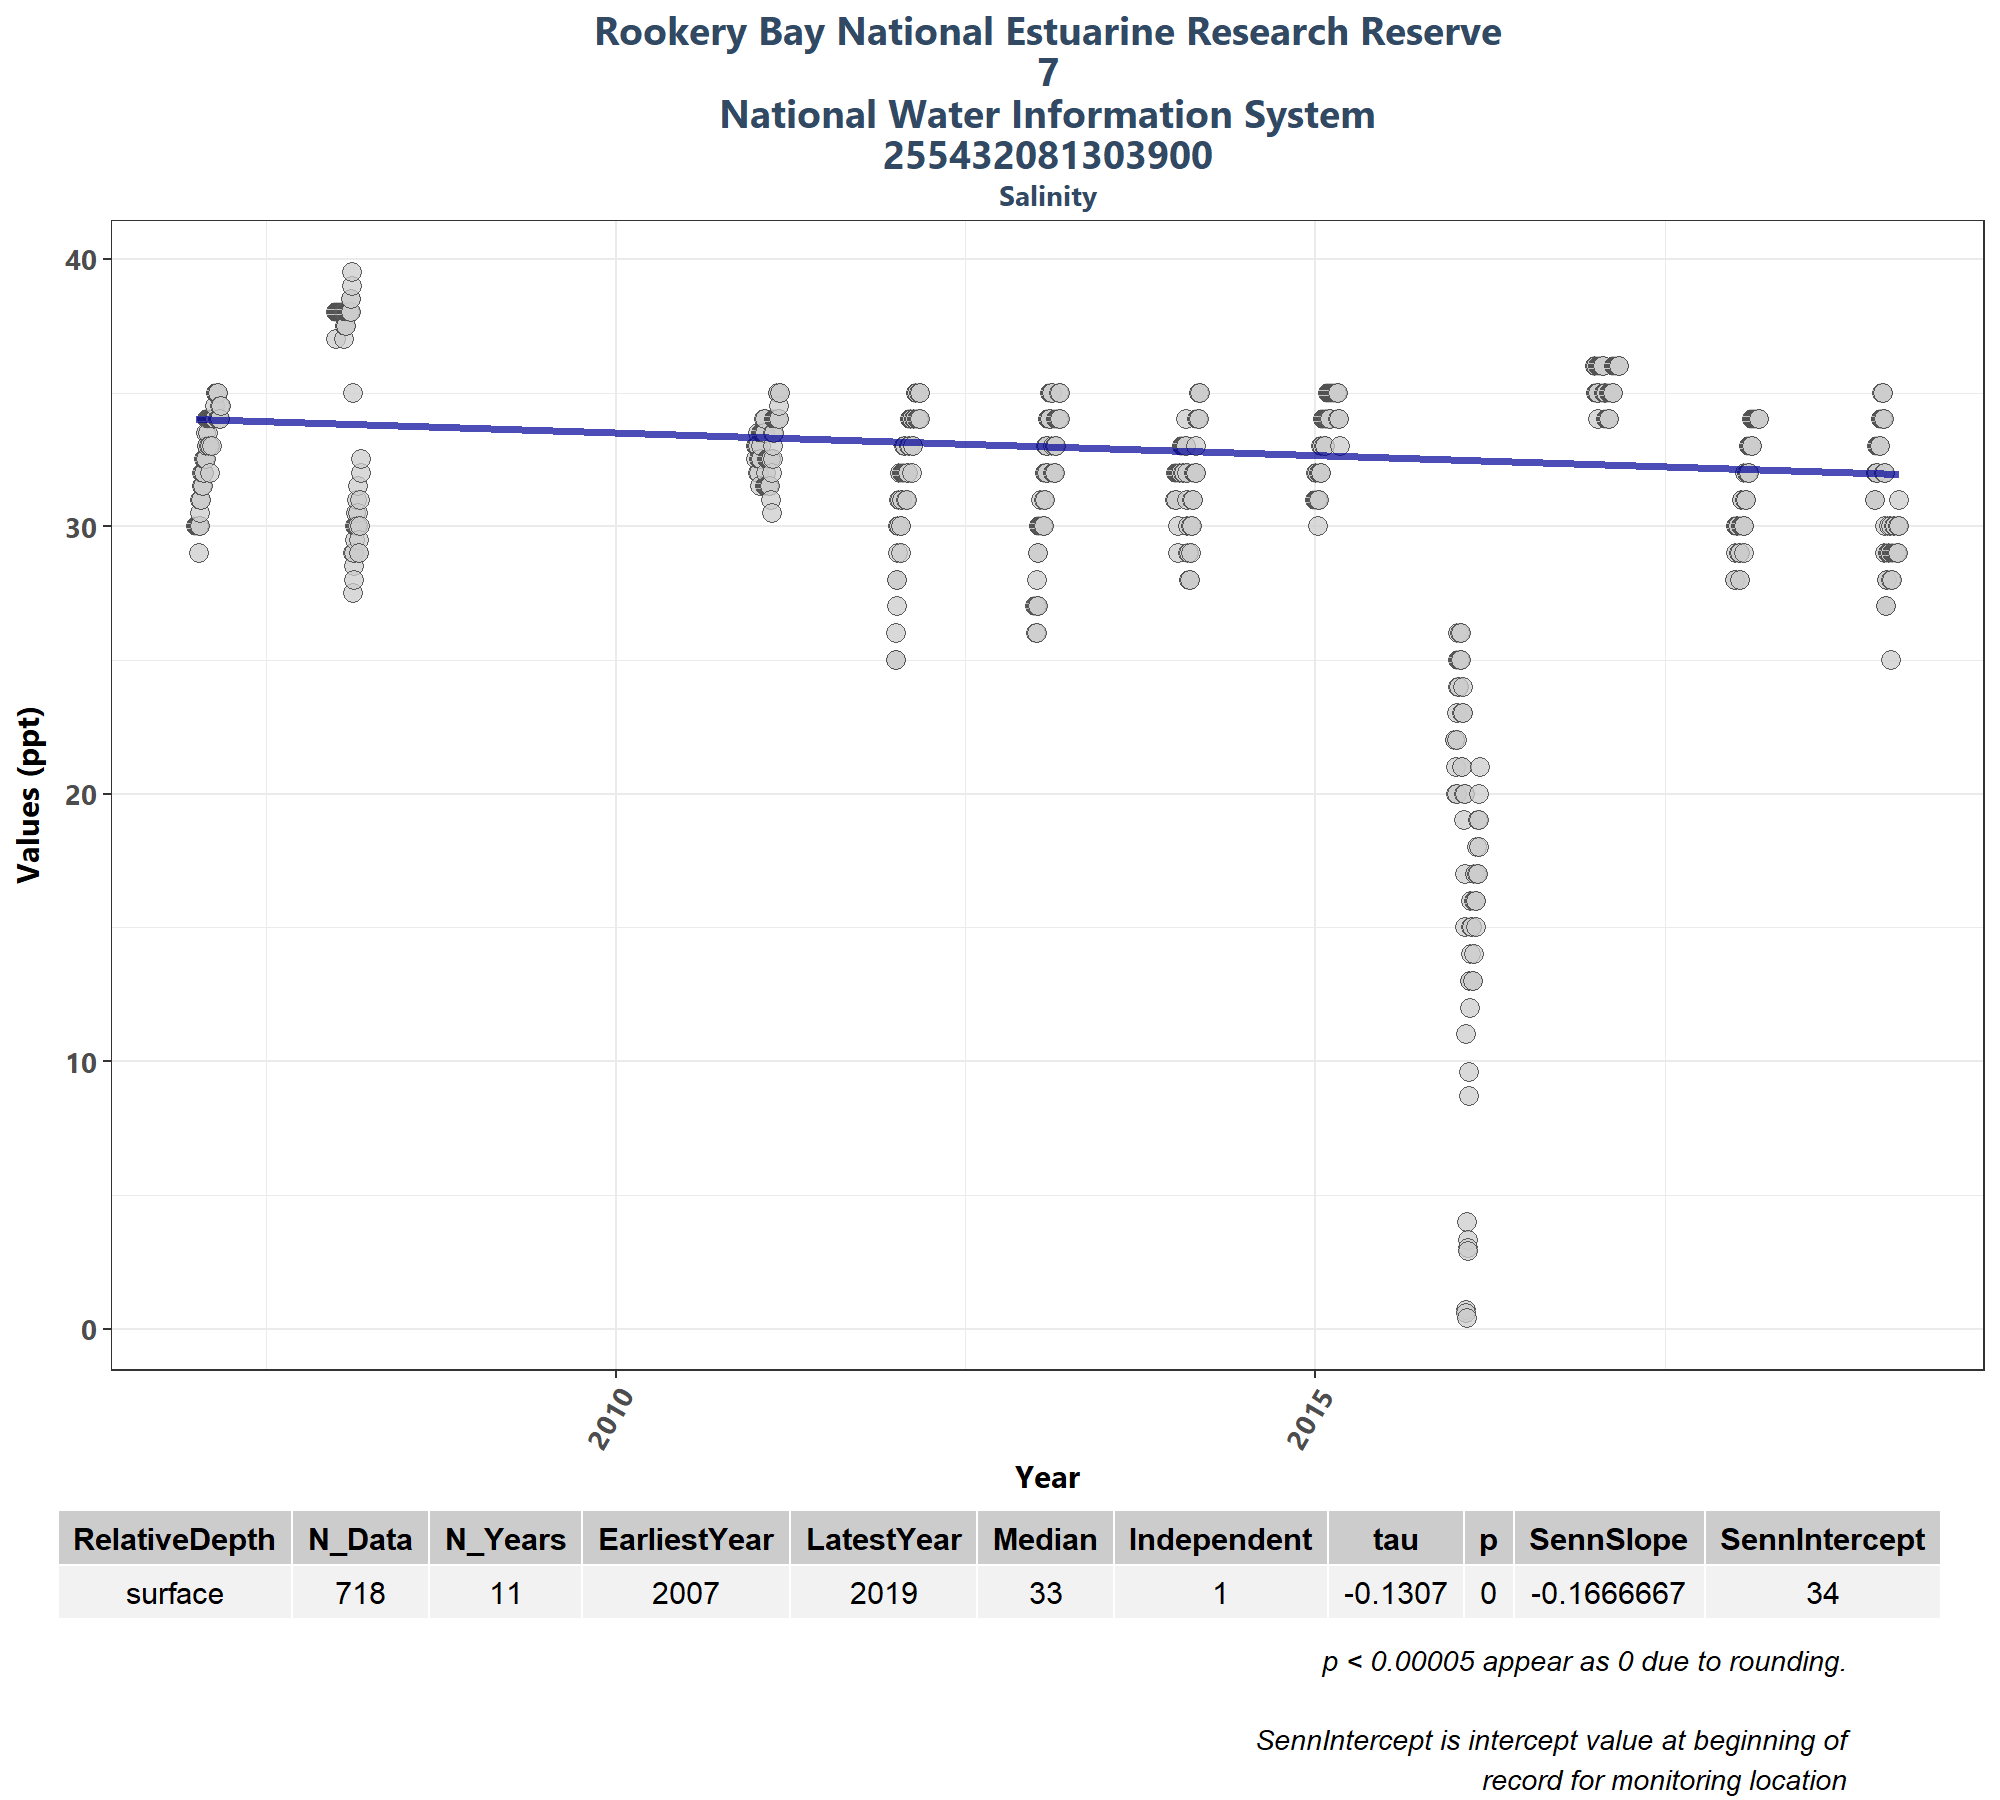 Rookery Bay National Estuarine Research Reserve
7
National Water Information System
255432081303900
Salinity
40
30
20
10
0
Values (ppt)
2010
2015
Year
RelativeDepth N_Data N_Years EarliestYear LatestYear Median Independent tau p SennSlope SennIntercept
surface 718 11 2007 2019 33 1 -0.1307 0 -0.1666667 34
p < 0.00005 appear as 0 due to rounding.
SennIntercept is intercept value at beginning of
record for monitoring location